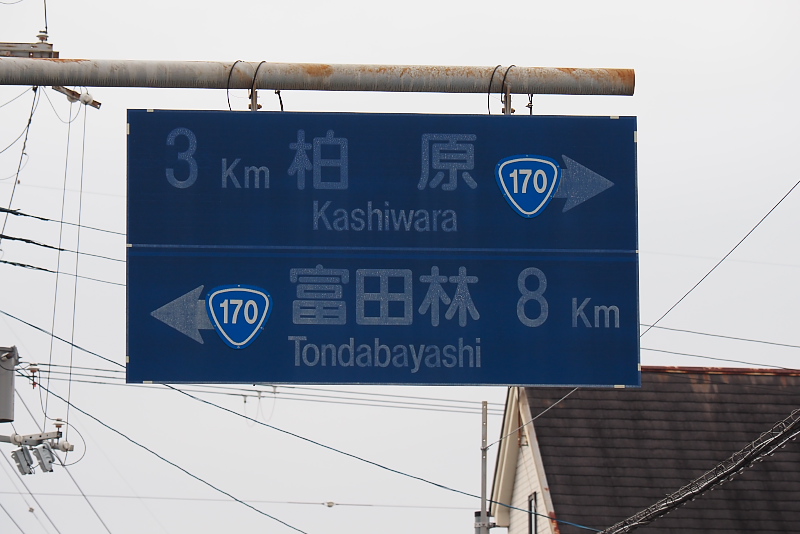 3 Km 柏原 170
Kashiwara
170 富田林 8 Km
Tondabayashi